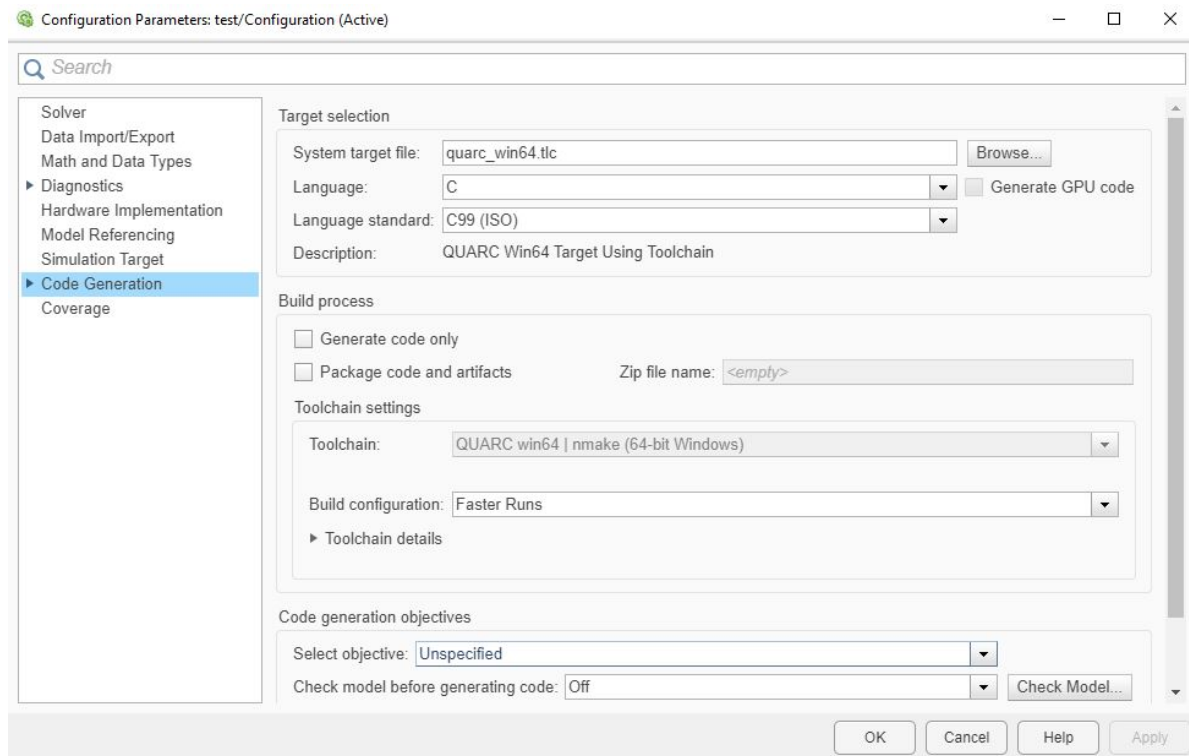 Configuration Parameters: test/Configuration (Active)
Search
Solver
Data Import/Export
Math and Data Types
Diagnostics
Hardware Implementation
Model Referencing
Simulation Target
Code Generation
Coverage
Target selection
System target file: quarc_win64.tlc Browse...
Language: C Generate GPU code
Language standard: C99 (ISO)
Description: QUARC Win64 Target Using Toolchain
Build process
Generate code only
Package code and artifacts Zip file name: <empty>
Toolchain settings
Toolchain: QUARC win64 | nmake (64-bit Windows)
Build configuration: Faster Runs
Toolchain details
Code generation objectives
Select objective: Unspecified
Check model before generating code: Off Check Model...
OK Cancel Help Apply